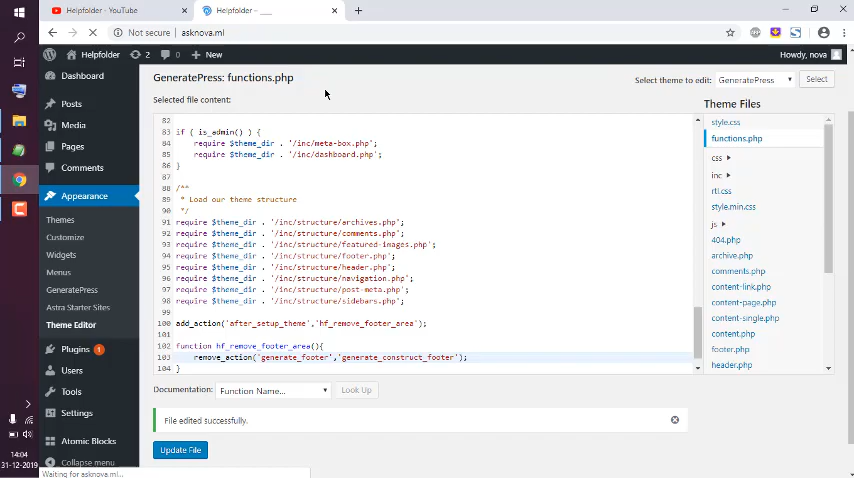 Helpfolder - YouTube
Helpfolder – ____
Not secure
asknova.ml
Helpfolder
2
0
New
Howdy, nova
Dashboard
Posts
Media
Pages
Comments
Appearance
Themes
Customize
Widgets
Menus
GeneratePress
Astra Starter Sites
Theme Editor
Plugins 1
Users
Tools
Settings
Atomic Blocks
Collapse menu
GeneratePress: functions.php
Select theme to edit:
GeneratePress
Select
Selected file content:
82
83 if ( is_admin() ) {
84 require $theme_dir . '/inc/meta-box.php';
85 require $theme_dir . '/inc/dashboard.php';
86 }
87
88 /**
89 * Load our theme structure
90 */
91 require $theme_dir . '/inc/structure/archives.php';
92 require $theme_dir . '/inc/structure/comments.php';
93 require $theme_dir . '/inc/structure/featured-images.php';
94 require $theme_dir . '/inc/structure/footer.php';
95 require $theme_dir . '/inc/structure/header.php';
96 require $theme_dir . '/inc/structure/navigation.php';
97 require $theme_dir . '/inc/structure/post-meta.php';
98 require $theme_dir . '/inc/structure/sidebars.php';
99
100 add_action('after_setup_theme','hf_remove_footer_area');
101
102 function hf_remove_footer_area(){
103 remove_action('generate_footer','generate_construct_footer');
104 }
Theme Files
style.css
functions.php
css
inc
rtl.css
style.min.css
js
404.php
archive.php
comments.php
content-link.php
content-page.php
content-single.php
content.php
footer.php
header.php
Documentation:
Function Name...
Look Up
File edited successfully.
Update File
Waiting for asknova.ml...
14:04
31-12-2019